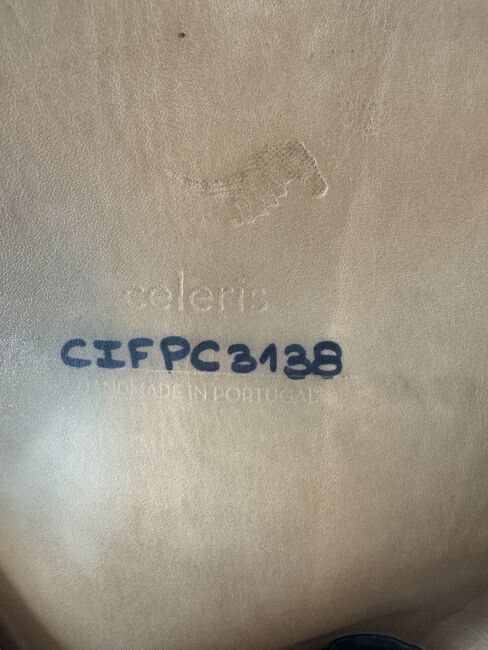 celeris
CIFPC3138
HANDMADE IN PORTUGAL